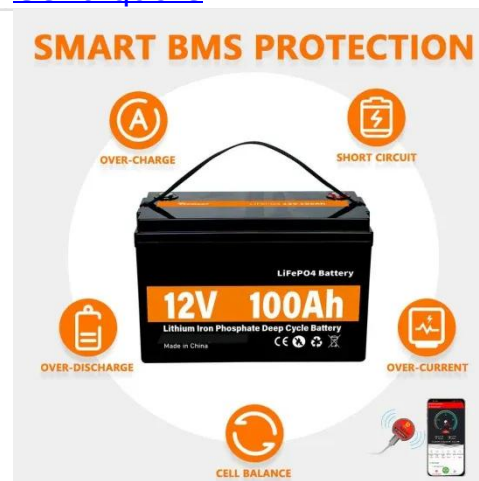 SMART BMS PROTECTION
A
OVER-CHARGE
SHORT CIRCUIT
LiFePO4 Battery
12V 100Ah
Lithium Iron Phosphate Deep Cycle Battery
Made in China
CE
OVER-DISCHARGE
OVER-CURRENT
CELL BALANCE